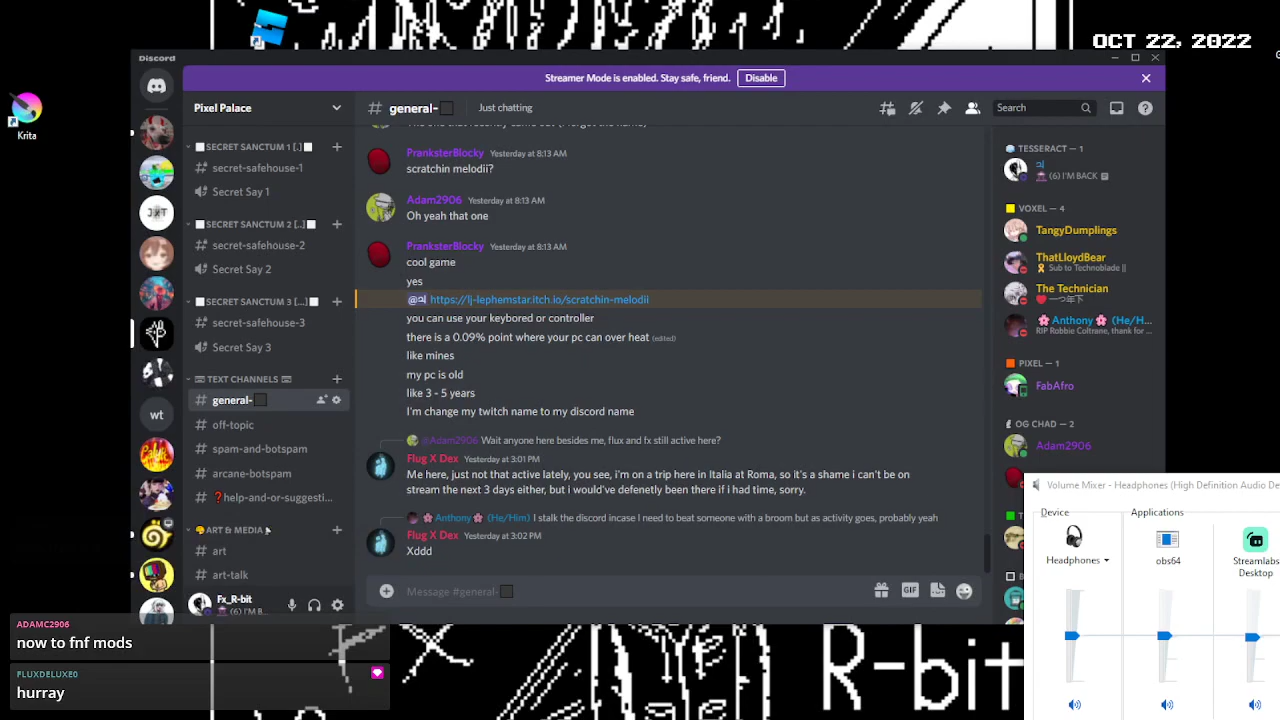 OCT 22, 2022
Krita
Discord
Streamer Mode is enabled. Stay safe, friend.
Disable
Pixel Palace
general-
Just chatting
Search
SECRET SANCTUM 1 [.]
secret-safehouse-1
Secret Say 1
SECRET SANCTUM 2 [..]
secret-safehouse-2
Secret Say 2
SECRET SANCTUM 3 [...]
secret-safehouse-3
Secret Say 3
TEXT CHANNELS
general-
off-topic
spam-and-botspam
arcane-botspam
❓help-and-or-suggesti...
ART & MEDIA
art
art-talk
Fx_R-bit
(6) I'M B...
JXT
wt
PranksterBlocky Yesterday at 8:13 AM
scratchin melodii?
Adam2906 Yesterday at 8:13 AM
Oh yeah that one
PranksterBlocky Yesterday at 8:13 AM
cool game
yes
https://lj-lephemstar.itch.io/scratchin-melodii
you can use your keybored or controller
there is a 0.09% point where your pc can over heat (edited)
like mines
my pc is old
like 3 - 5 years
I'm change my twitch name to my discord name
@Adam2906 Wait anyone here besides me, flux and fx still active here?
Flug X Dex Yesterday at 3:01 PM
Me here, just not that active lately, you see, i'm on a trip here in Italia at Roma, so it's a shame i can't be on
stream the next 3 days either, but i would've defenetly been there if i had time, sorry.
🌸 Anthony 🌸 (He/Him) I stalk the discord incase I need to beat someone with a broom but as activity goes, probably yeah
Flug X Dex Yesterday at 3:02 PM
Xddd
Message #general-
GIF
TESSERACT — 1
(6) I'M BACK
VOXEL — 4
TangyDumplings
ThatLloydBear
Sub to Technoblade ||
The Technician
一つ年下
🌸 Anthony 🌸 (He/H...
RIP Robbie Coltrane, thank for ...
PIXEL — 1
FabAfro
OG CHAD — 2
Adam2906
Volume Mixer - Headphones (High Definition Audio De
Device
Applications
Headphones
obs64
Streamlabs
Desktop
ADAMC2906
now to fnf mods
FLUXDELUXE0
hurray
R-bit